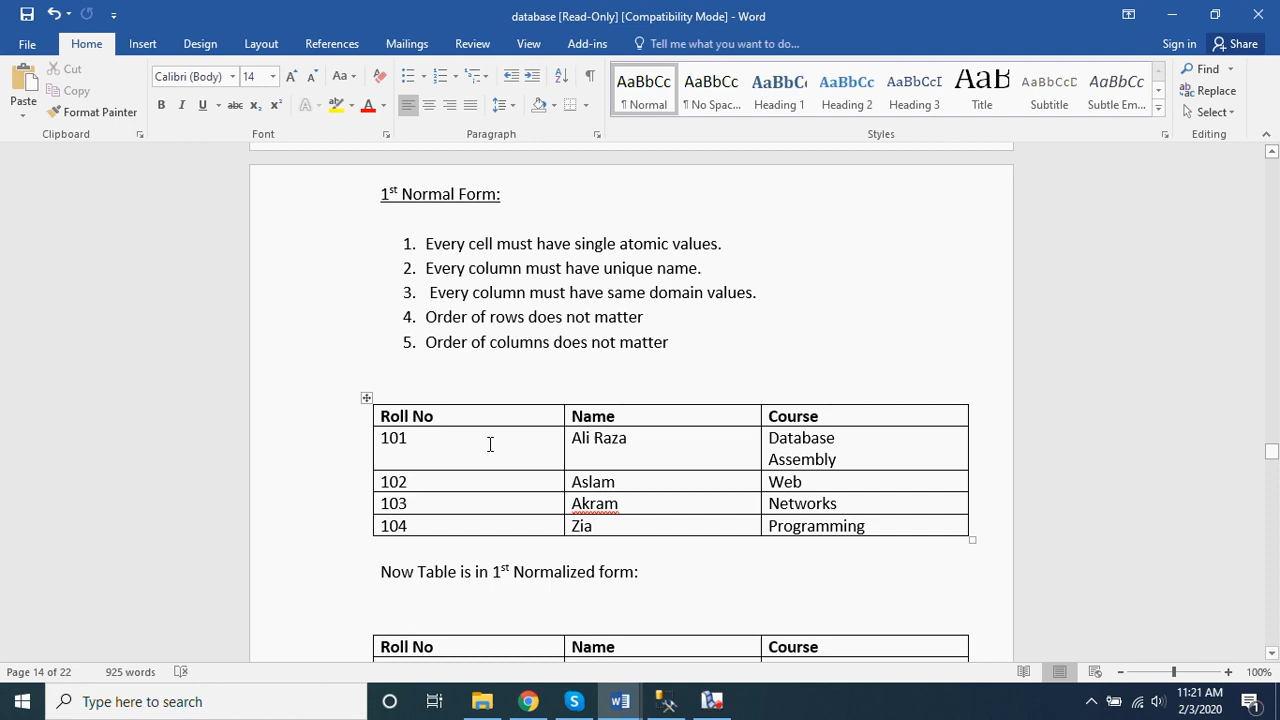 database [Read-Only] [Compatibility Mode] - Word
File Home Insert Design Layout References Mailings Review View Add-ins Tell me what you want to do... Sign in Share
Paste
Cut
Copy
Format Painter
Clipboard
Calibri (Body) 14
Font
Paragraph
AaBbCc AaBbCc AaBbCc AaBbCc AaBbCcI AaB AaBbCcD AaBbCc
¶ Normal ¶ No Spac... Heading 1 Heading 2 Heading 3 Title Subtitle Subtle Em...
Styles
Find
Replace
Select
Editing
1st Normal Form:
1. Every cell must have single atomic values.
2. Every column must have unique name.
3. Every column must have same domain values.
4. Order of rows does not matter
5. Order of columns does not matter
Roll No Name Course
101 Ali Raza Database
Assembly
102 Aslam Web
103 Akram Networks
104 Zia Programming
Now Table is in 1st Normalized form:
Roll No Name Course
Page 14 of 22 925 words 100%
Type here to search
11:21 AM
2/3/2020